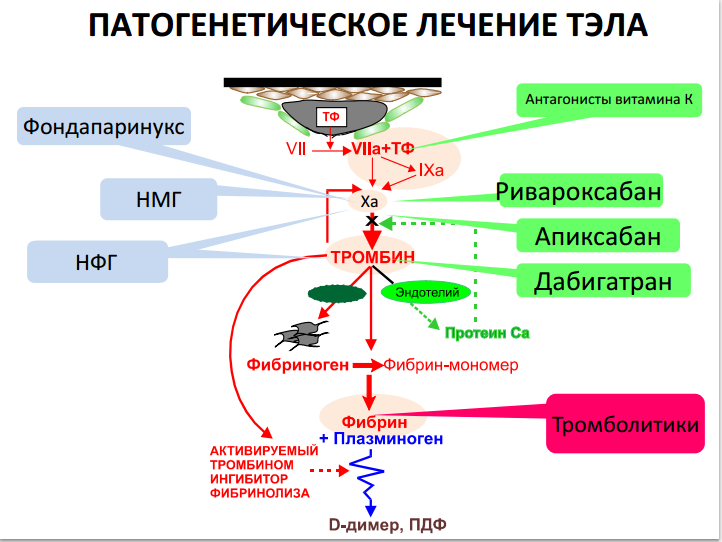 ПАТОГЕНЕТИЧЕСКОЕ ЛЕЧЕНИЕ ТЭЛА
Антагонисты витамина К
ТФ
Фондапаринукс
VII
VIIa+ТФ
IXa
НМГ
Xa
Ривароксабан
Апиксабан
НФГ
ТРОМБИН
Дабигатран
Эндотелий
Протеин Ca
Фибриноген
Фибрин-мономер
Фибрин
+ Плазминоген
Тромболитики
АКТИВИРУЕМЫЙ
ТРОМБИНОМ
ИНГИБИТОР
ФИБРИНОЛИЗА
D-димер, ПДФ